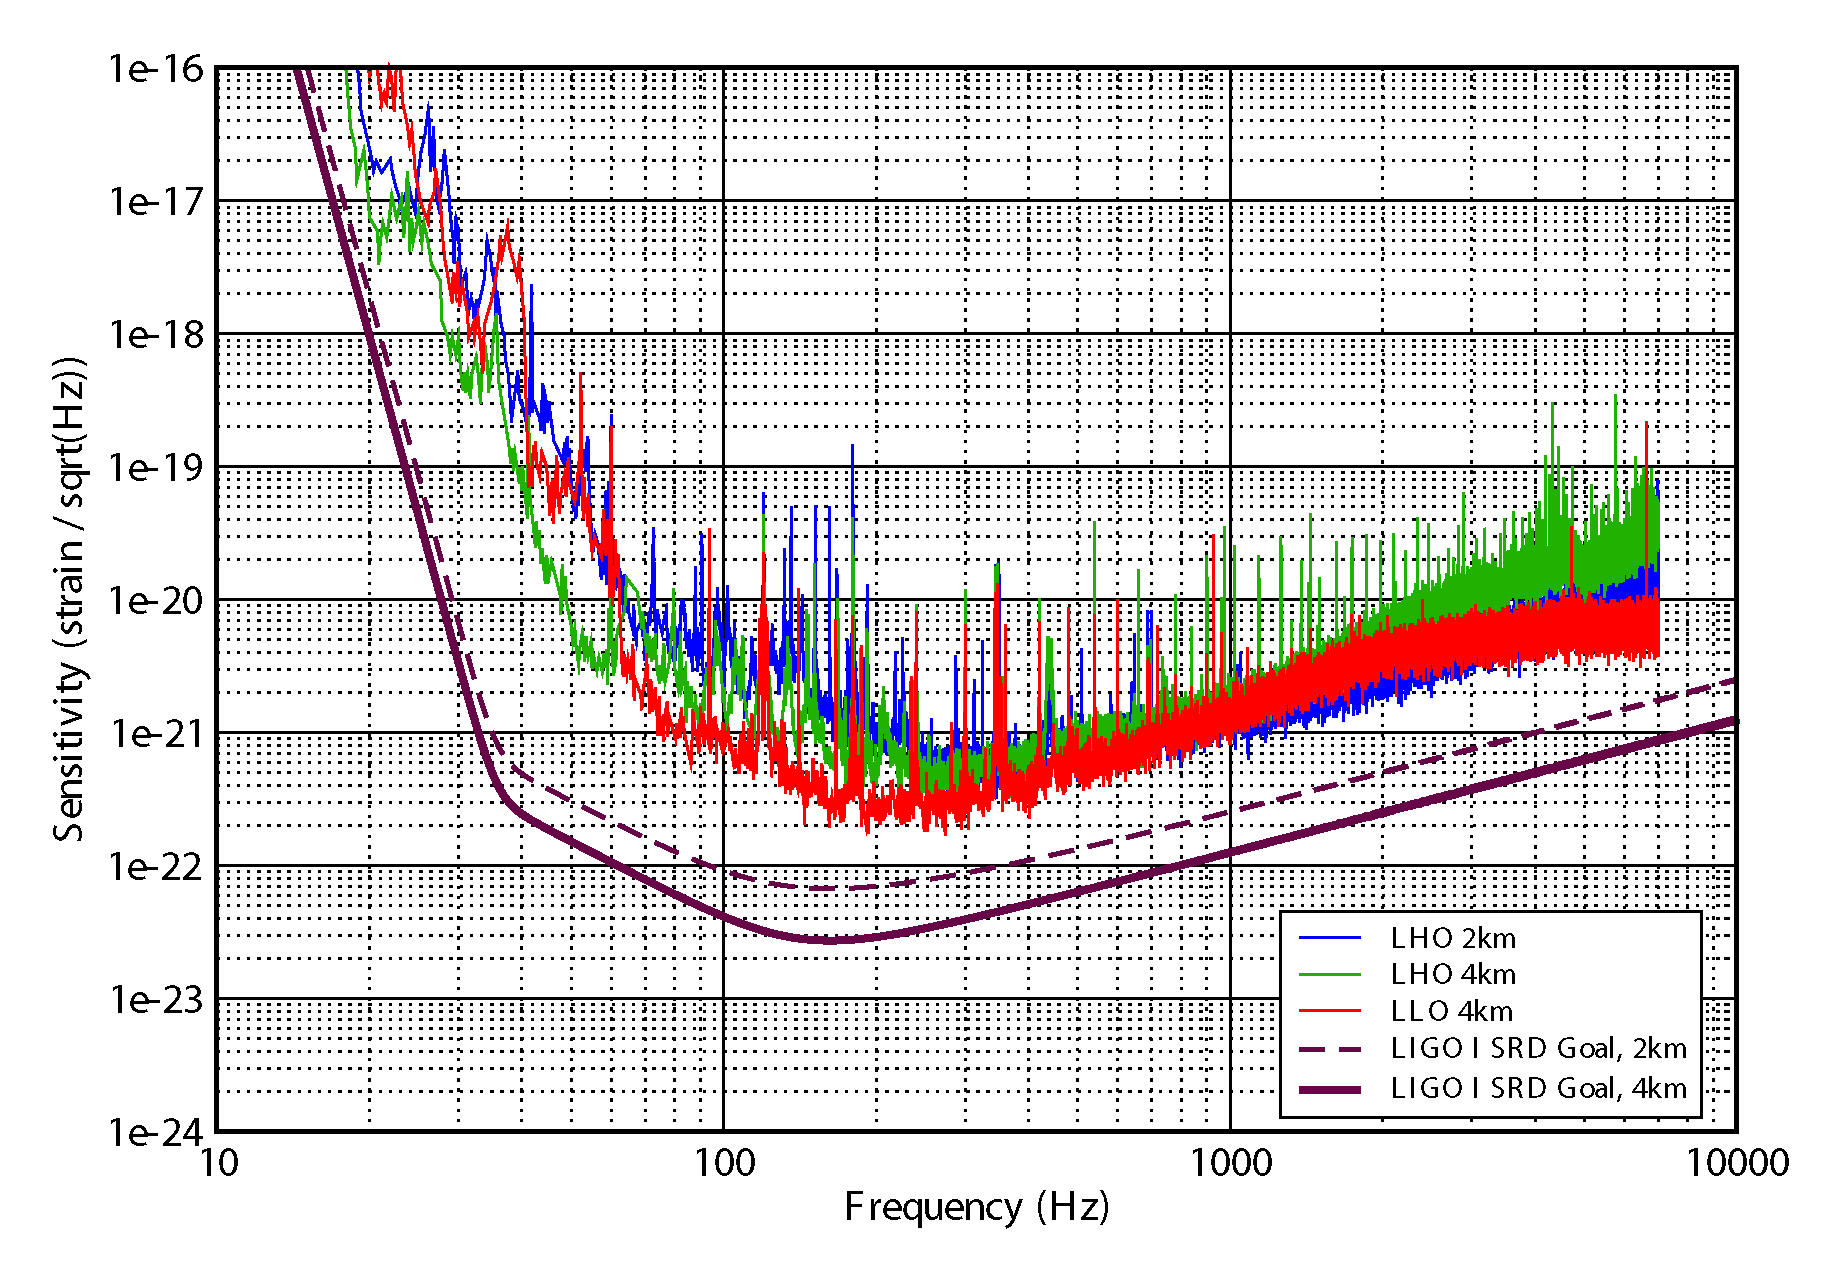 1e-16
1e-17
1e-18
1e-19
1e-20
1e-21
1e-22
1e-23
1e-24
Sensitivity (strain / sqrt(Hz))
10
100
1000
10000
Frequency (Hz)
LHO 2km
LHO 4km
LLO 4km
LIGO I SRD Goal, 2km
LIGO I SRD Goal, 4km